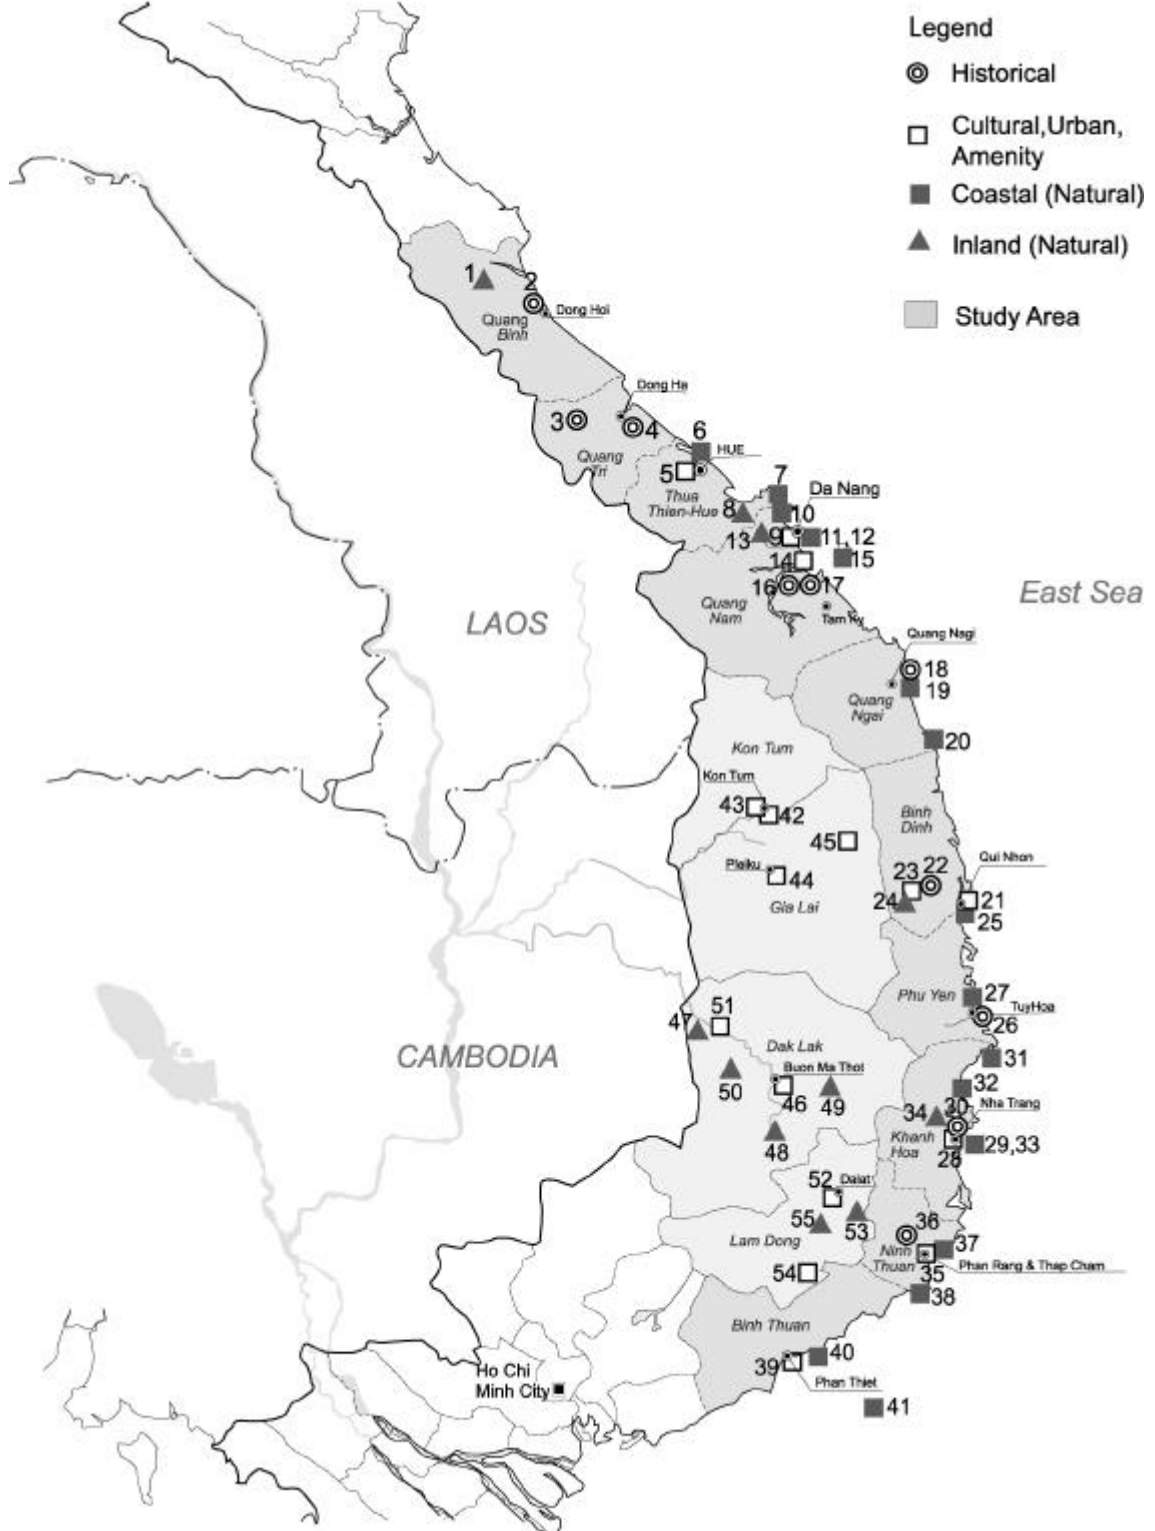 Legend
Historical
Cultural,Urban,
Amenity
Coastal (Natural)
Inland (Natural)
Study Area
1
2
Dong Hoi
Quang
Binh
Dong Ha
3
4
6
HUE
Quang
Tri
5
Thua
Thien-Hue
7
Da Nang
8
10
13
9
11,12
14
15
16
17
East Sea
Quang
Nam
Tam Ky
LAOS
Quang Nagi
18
19
Quang
Ngai
20
Kon Tum
Kon Tum
43
42
Binh
Dinh
45
Pleiku
44
Qui Nhon
23
22
24
21
25
Gia Lai
Phu Yen
27
TuyHoa
26
51
47
Dak Lak
31
CAMBODIA
50
Buon Ma Thot
46
49
32
Nha Trang
34
30
48
Khanh
Hoa
28
29,33
52
Dalat
55
53
36
Lam Dong
Ninh
Thuan
37
35
Phan Rang & Thap Cham
54
38
Binh Thuan
40
39
Ho Chi
Minh City
Phan Thiet
41